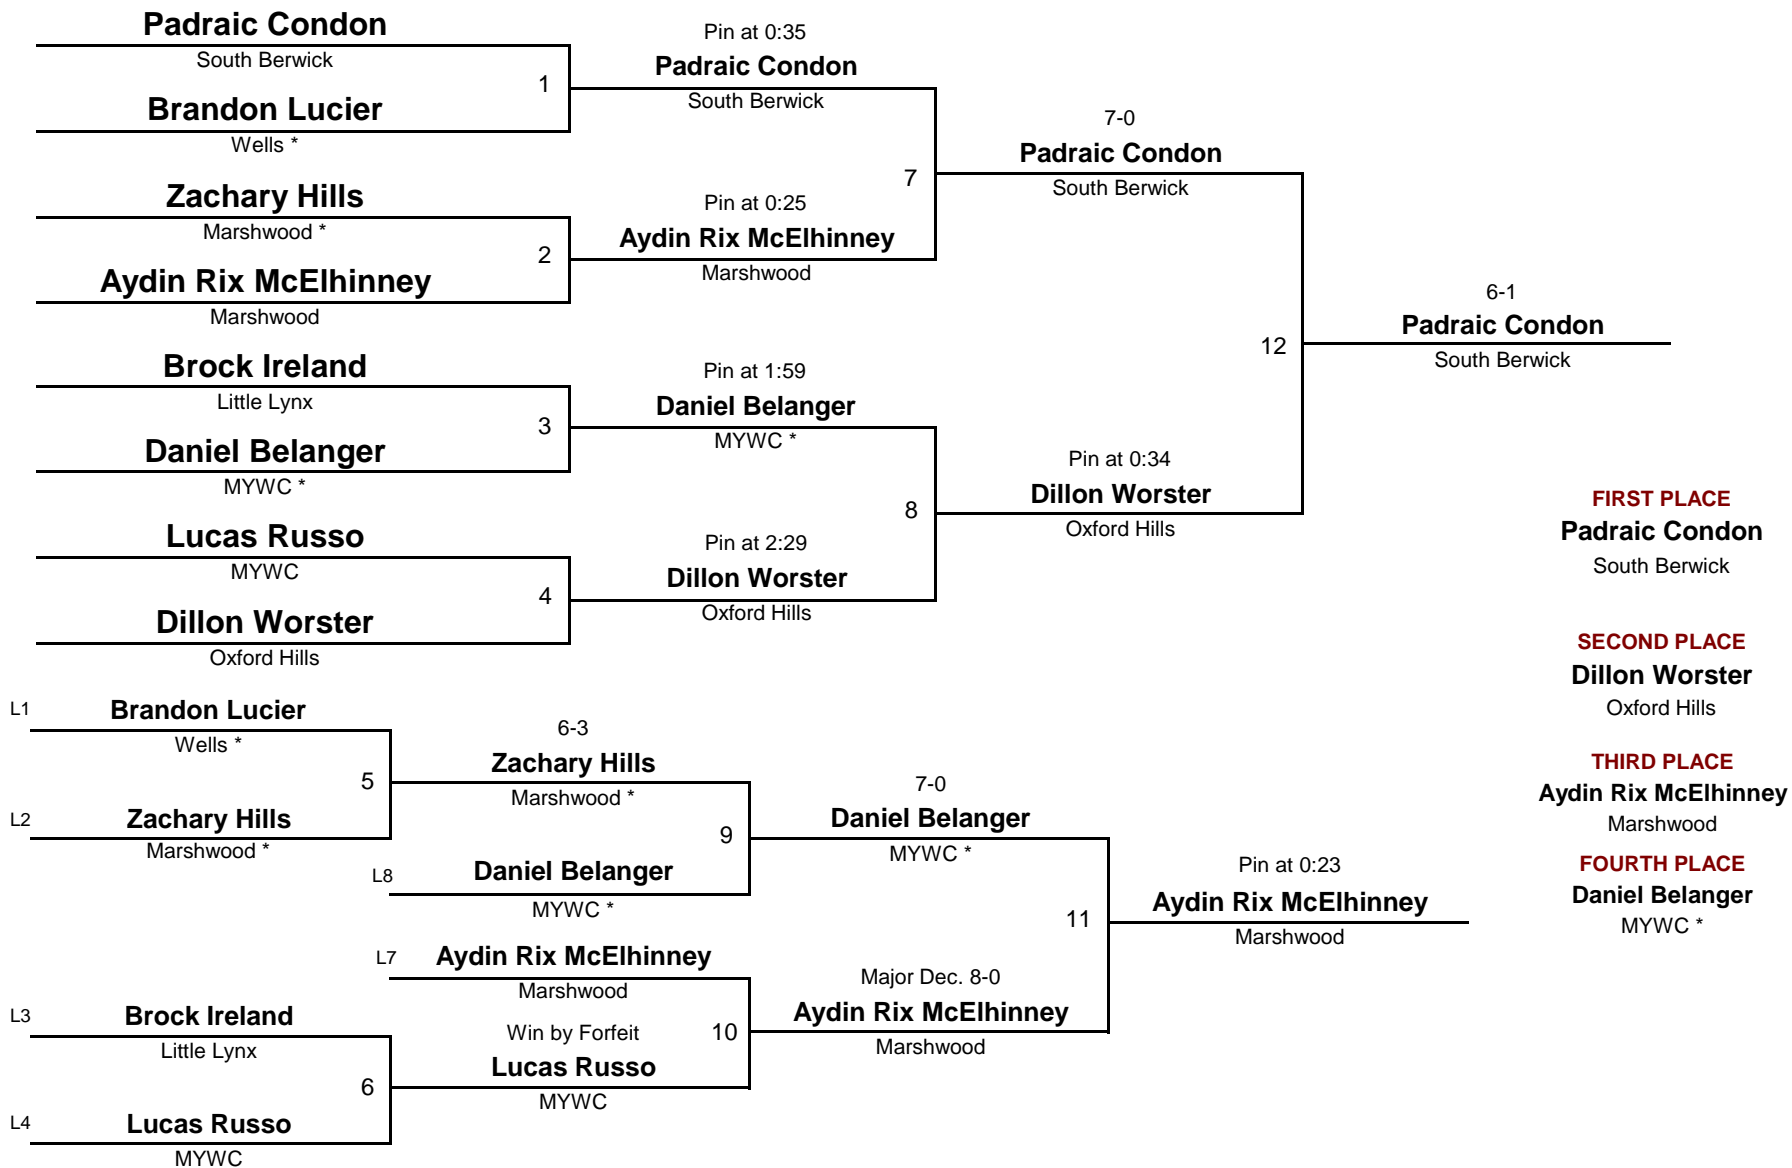 Padraic Condon
South Berwick
1
Brandon Lucier
Wells *
Zachary Hills
Marshwood *
2
Aydin Rix McElhinney
Marshwood
Brock Ireland
Little Lynx
3
Daniel Belanger
MYWC *
Lucas Russo
MYWC
4
Dillon Worster
Oxford Hills
Pin at 0:35
Padraic Condon
South Berwick
7
Pin at 0:25
Aydin Rix McElhinney
Marshwood
Pin at 1:59
Daniel Belanger
MYWC *
8
Pin at 2:29
Dillon Worster
Oxford Hills
7-0
Padraic Condon
South Berwick
12
Pin at 0:34
Dillon Worster
Oxford Hills
6-1
Padraic Condon
South Berwick
L1
Brandon Lucier
Wells *
5
L2
Zachary Hills
Marshwood *
6-3
Zachary Hills
Marshwood *
9
L8
Daniel Belanger
MYWC *
L7
Aydin Rix McElhinney
Marshwood
10
Win by Forfeit
Lucas Russo
MYWC
L3
Brock Ireland
Little Lynx
6
L4
Lucas Russo
MYWC
7-0
Daniel Belanger
MYWC *
11
Major Dec. 8-0
Aydin Rix McElhinney
Marshwood
Pin at 0:23
Aydin Rix McElhinney
Marshwood
FIRST PLACE
Padraic Condon
South Berwick
SECOND PLACE
Dillon Worster
Oxford Hills
THIRD PLACE
Aydin Rix McElhinney
Marshwood
FOURTH PLACE
Daniel Belanger
MYWC *